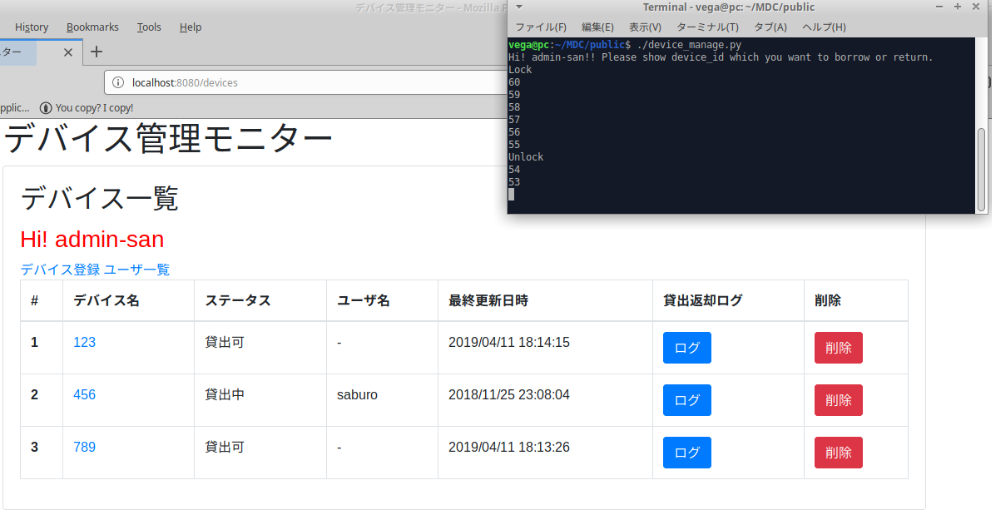 デバイス管理モニター - Mozilla F
History Bookmarks Tools Help
ター × +
localhost:8080/devices
pplic... You copy? I copy!
Terminal - vega@pc: ~/MDC/public
ファイル(F) 編集(E) 表示(V) ターミナル(T) タブ(A) ヘルプ(H)
vega@pc:~/MDC/public$ ./device_manage.py
Hi! admin-san!! Please show device_id which you want to borrow or return.
Lock
60
59
58
57
56
55
Unlock
54
53
デバイス管理モニター
デバイス一覧
Hi! admin-san
デバイス登録 ユーザ一覧
# デバイス名 ステータス ユーザ名 最終更新日時 貸出返却ログ 削除
1 123 貸出可 - 2019/04/11 18:14:15 ログ 削除
2 456 貸出中 saburo 2018/11/25 23:08:04 ログ 削除
3 789 貸出可 - 2019/04/11 18:13:26 ログ 削除